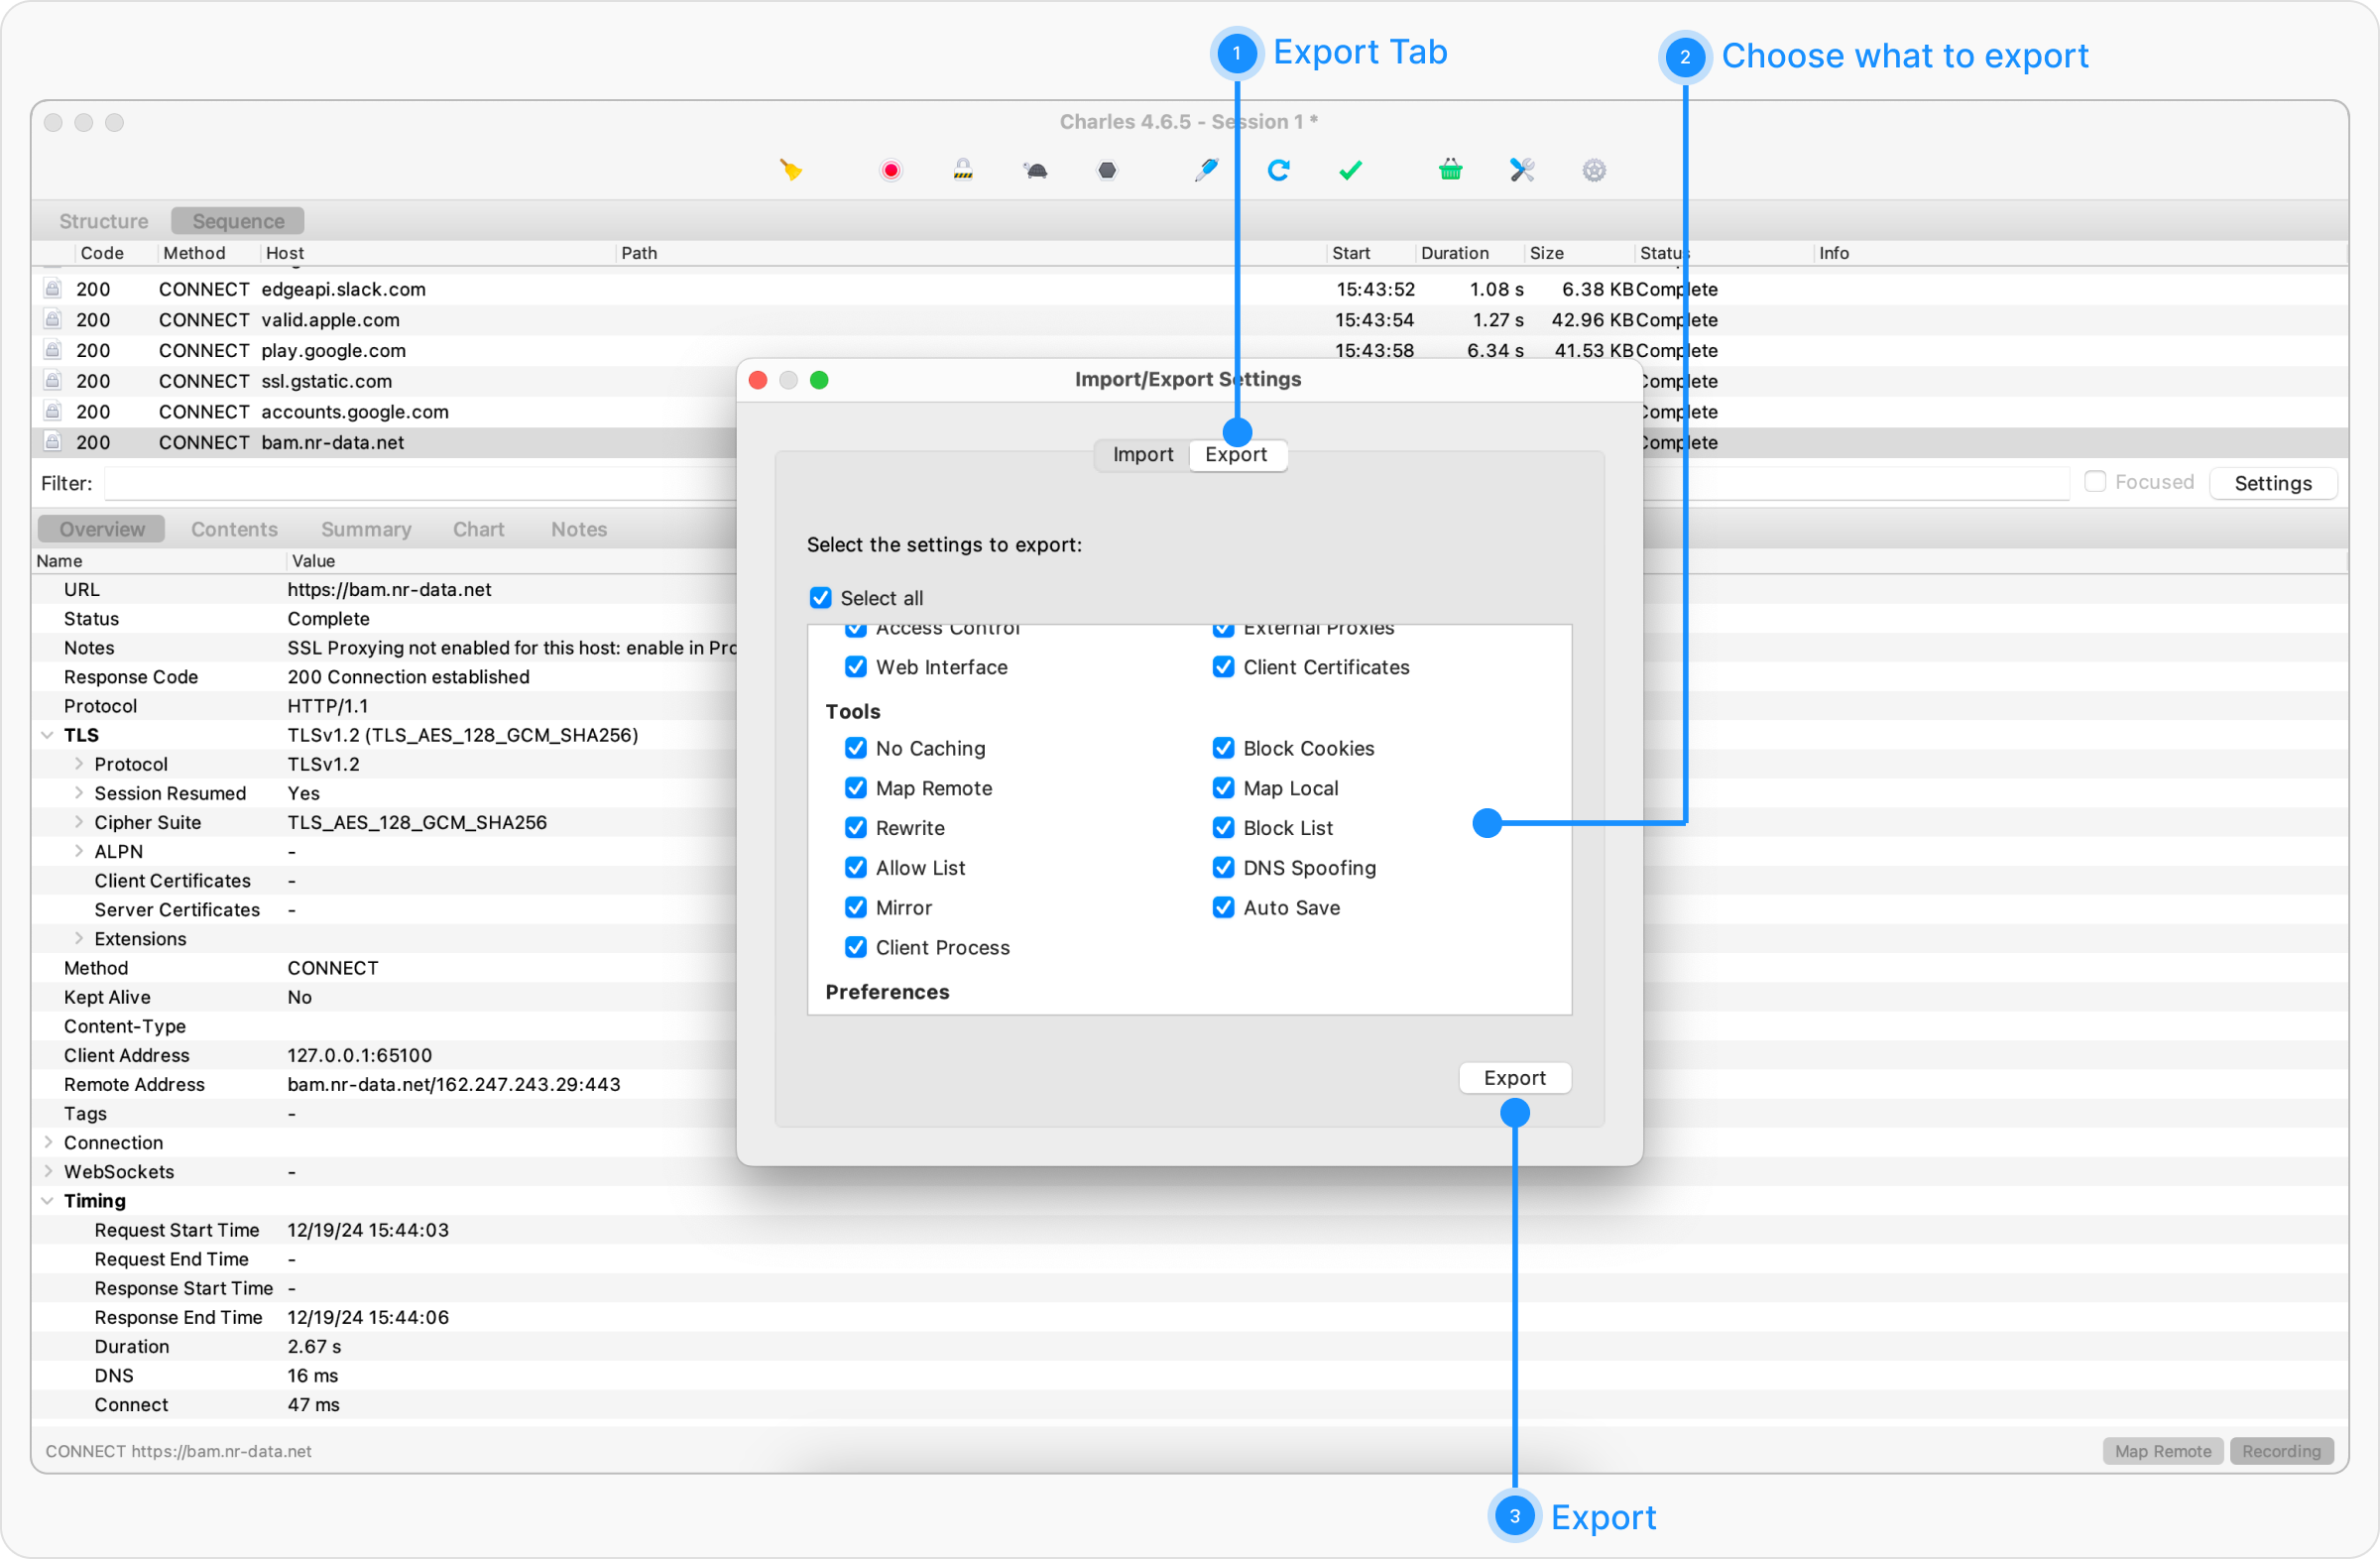 1 Export Tab
2 Choose what to export
Charles 4.6.5 - Session 1 *
Structure Sequence
Code Method Host Path Start Duration Size Status Info
200 CONNECT edgeapi.slack.com 15:43:52 1.08 s 6.38 KB Complete
200 CONNECT valid.apple.com 15:43:54 1.27 s 42.96 KB Complete
200 CONNECT play.google.com 15:43:58 6.34 s 41.53 KB Complete
200 CONNECT ssl.gstatic.com Complete
200 CONNECT accounts.google.com Complete
200 CONNECT bam.nr-data.net Complete
Filter: Focused Settings
Overview Contents Summary Chart Notes
Name Value
URL https://bam.nr-data.net
Status Complete
Notes SSL Proxying not enabled for this host: enable in
Response Code 200 Connection established
Protocol HTTP/1.1
TLS TLSv1.2 (TLS_AES_128_GCM_SHA256)
Protocol TLSv1.2
Session Resumed Yes
Cipher Suite TLS_AES_128_GCM_SHA256
ALPN -
Client Certificates -
Server Certificates -
Extensions
Method CONNECT
Kept Alive No
Content-Type
Client Address 127.0.0.1:65100
Remote Address bam.nr-data.net/162.247.243.29:443
Tags -
Connection
WebSockets -
Timing
Request Start Time 12/19/24 15:44:03
Request End Time -
Response Start Time -
Response End Time 12/19/24 15:44:06
Duration 2.67 s
DNS 16 ms
Connect 47 ms
CONNECT https://bam.nr-data.net Map Remote Recording
Import/Export Settings
Import Export
Select the settings to export:
Select all
Access Control External Proxies
Web Interface Client Certificates
Tools
No Caching Block Cookies
Map Remote Map Local
Rewrite Block List
Allow List DNS Spoofing
Mirror Auto Save
Client Process
Preferences
Export
3 Export